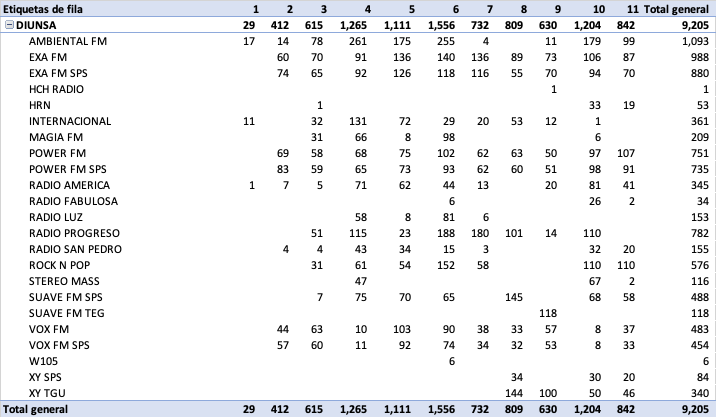 Etiquetas de fila 1 2 3 4 5 6 7 8 9 10 11 Total general
DIUNSA 29 412 615 1,265 1,111 1,556 732 809 630 1,204 842 9,205
AMBIENTAL FM 17 14 78 261 175 255 4 11 179 99 1,093
EXA FM 60 70 91 136 140 136 89 73 106 87 988
EXA FM SPS 74 65 92 126 118 116 55 70 94 70 880
HCH RADIO 1 1
HRN 1 33 19 53
INTERNACIONAL 11 32 131 72 29 20 53 12 1 361
MAGIA FM 31 66 8 98 6 209
POWER FM 69 58 68 75 102 62 63 50 97 107 751
POWER FM SPS 83 59 65 73 93 62 60 51 98 91 735
RADIO AMERICA 1 7 5 71 62 44 13 20 81 41 345
RADIO FABULOSA 6 26 2 34
RADIO LUZ 58 8 81 6 153
RADIO PROGRESO 51 115 23 188 180 101 14 110 782
RADIO SAN PEDRO 4 4 43 34 15 3 32 20 155
ROCK N POP 31 61 54 152 58 110 110 576
STEREO MASS 47 67 2 116
SUAVE FM SPS 7 75 70 65 145 68 58 488
SUAVE FM TEG 118 118
VOX FM 44 63 10 103 90 38 33 57 8 37 483
VOX FM SPS 57 60 11 92 74 34 32 53 8 33 454
W105 6 6
XY SPS 34 30 20 84
XY TGU 144 100 50 46 340
Total general 29 412 615 1,265 1,111 1,556 732 809 630 1,204 842 9,205